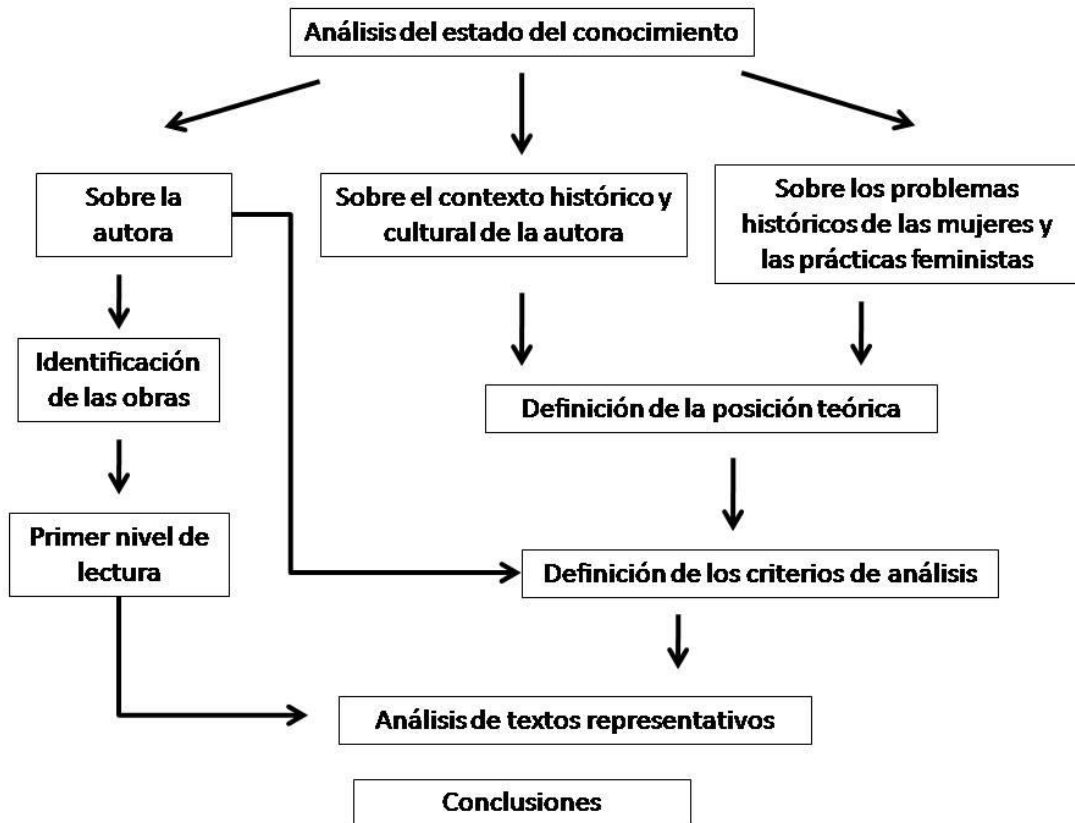 Análisis del estado del conocimiento
Sobre la
autora
Sobre el contexto histórico y
cultural de la autora
Sobre los problemas
históricos de las mujeres y
las prácticas feministas
Identificación
de las obras
Definición de la posición teórica
Primer nivel de
lectura
Definición de los criterios de análisis
Análisis de textos representativos
Conclusiones